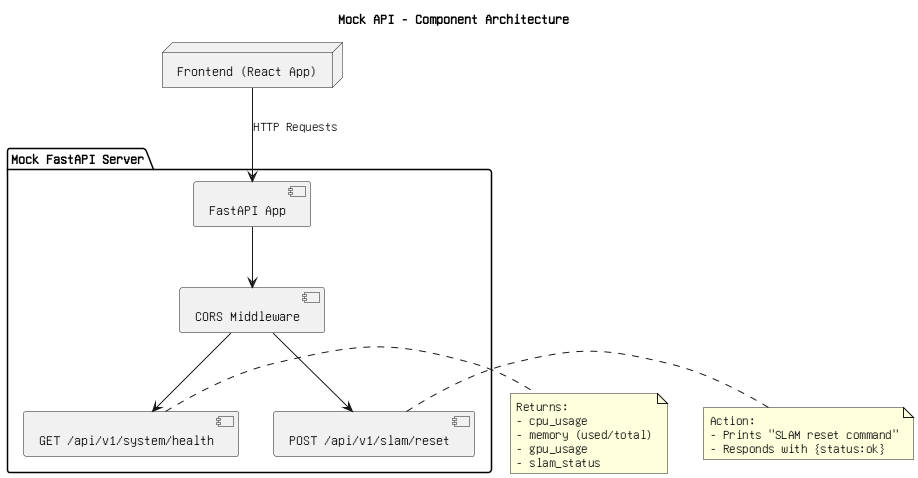 Mock API - Component Architecture
Frontend (React App)
HTTP Requests
Mock FastAPI Server
FastAPI App
CORS Middleware
GET /api/v1/system/health
POST /api/v1/slam/reset
Returns:
- cpu_usage
- memory (used/total)
- gpu_usage
- slam_status
Action:
- Prints "SLAM reset command"
- Responds with {status:ok}